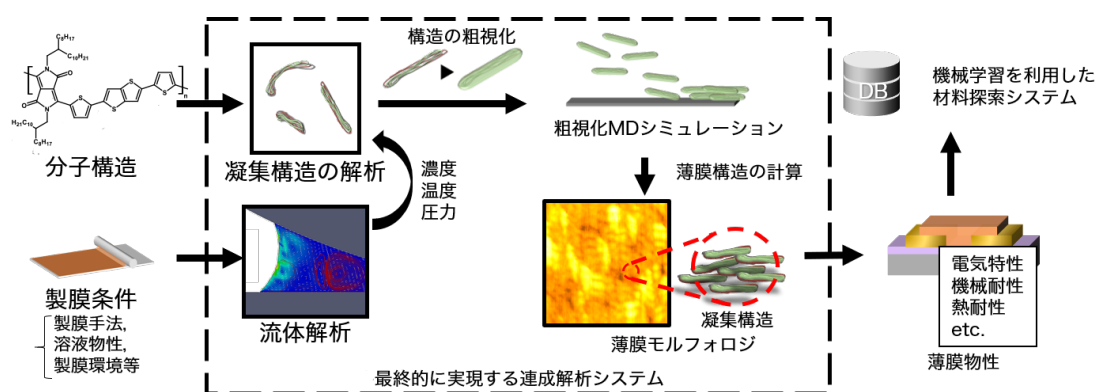 C8H17
C10H21
N
O
S
S
S
S
n
O
N
H21C10
C8H17
分子構造
製膜条件
製膜手法,
溶液物性,
製膜環境等
凝集構造の解析
濃度
温度
圧力
流体解析
構造の粗視化
粗視化MDシミュレーション
薄膜構造の計算
凝集構造
薄膜モルフォロジ
最終的に実現する連成解析システム
DB
機械学習を利用した
材料探索システム
電気特性
機械耐性
熱耐性
etc.
薄膜物性